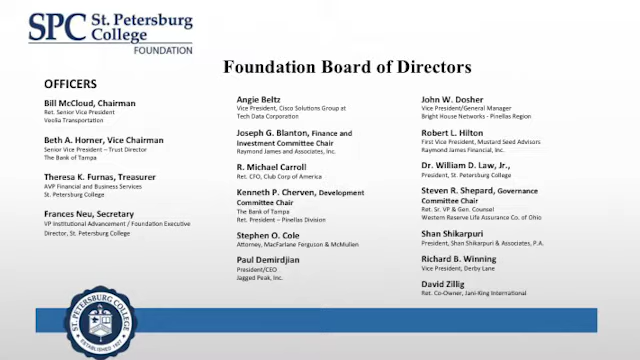 SPC St. Petersburg
College
FOUNDATION
Foundation Board of Directors
OFFICERS
Bill McCloud, Chairman
Ret. Senior Vice President
Veolia Transportation
Beth A. Horner, Vice Chairman
Senior Vice President – Trust Director
The Bank of Tampa
Theresa K. Furnas, Treasurer
AVP Financial and Business Services
St. Petersburg College
Frances Neu, Secretary
VP Institutional Advancement / Foundation Executive
Director, St. Petersburg College
Angie Beltz
Vice President, Cisco Solutions Group at
Tech Data Corporation
Joseph G. Blanton, Finance and
Investment Committee Chair
Raymond James and Associates, Inc.
R. Michael Carroll
Ret. CFO, Club Corp of America
Kenneth P. Cherven, Development
Committee Chair
The Bank of Tampa
Ret. President – Pinellas Division
Stephen O. Cole
Attorney, MacFarlane Ferguson & McMullen
Paul Demirdjian
President/CEO
Jagged Peak, Inc.
John W. Dosher
Vice President/General Manager
Bright House Networks - Pinellas Region
Robert L. Hilton
First Vice President, Mustard Seed Advisors
Raymond James Financial, Inc.
Dr. William D. Law, Jr.,
President, St. Petersburg College
Steven R. Shepard, Governance
Committee Chair
Ret. Sr. VP & Gen. Counsel
Western Reserve Life Assurance Co. of Ohio
Shan Shikarpuri
President, Shan Shikarpuri & Associates, P.A.
Richard B. Winning
Vice President, Derby Lane
David Zillig
Ret. Co-Owner, Jani-King International
ST. PETERSBURG COLLEGE
ESTABLISHED 1927